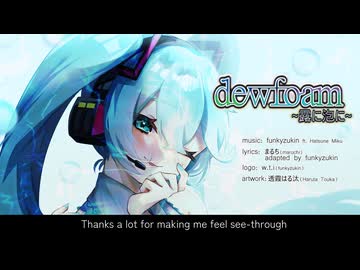 dewfoam
~露に泡に~
music: funkyzukin ft. Hatsune Miku
lyrics: まるち(maruchi)
adapted by funkyzukin
logo: w.t.i(funkyzukin)
artwork: 透霞はる汰(Haruta Touka)
Thanks a lot for making me feel see-through